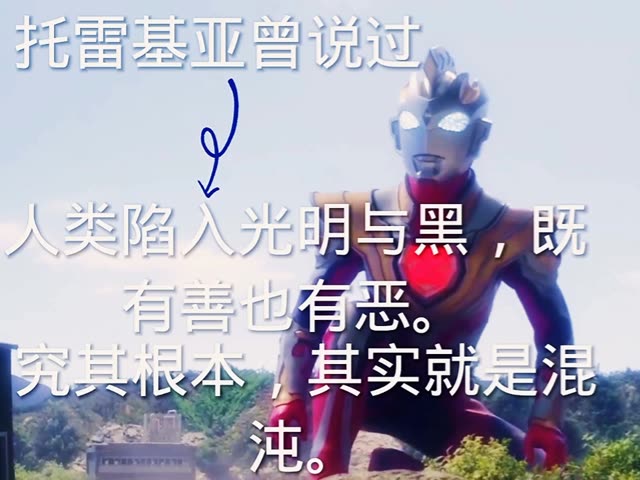 托雷基亚曾说过
人类陷入光明与黑，既
有善也有恶。
究其根本，其实就是混
沌。